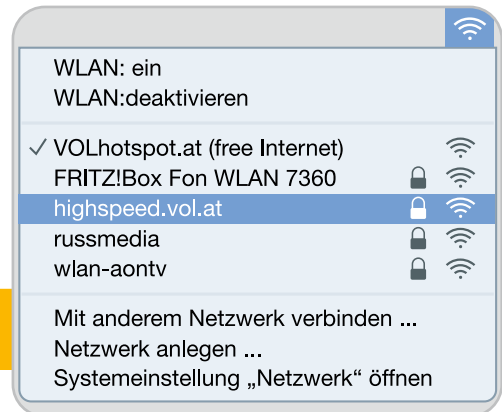 WLAN: ein
WLAN:deaktivieren
VOLhotspot.at (free Internet)
FRITZ!Box Fon WLAN 7360
highspeed.vol.at
russmedia
wlan-aontv
Mit anderem Netzwerk verbinden ...
Netzwerk anlegen ...
Systemeinstellung „Netzwerk“ öffnen